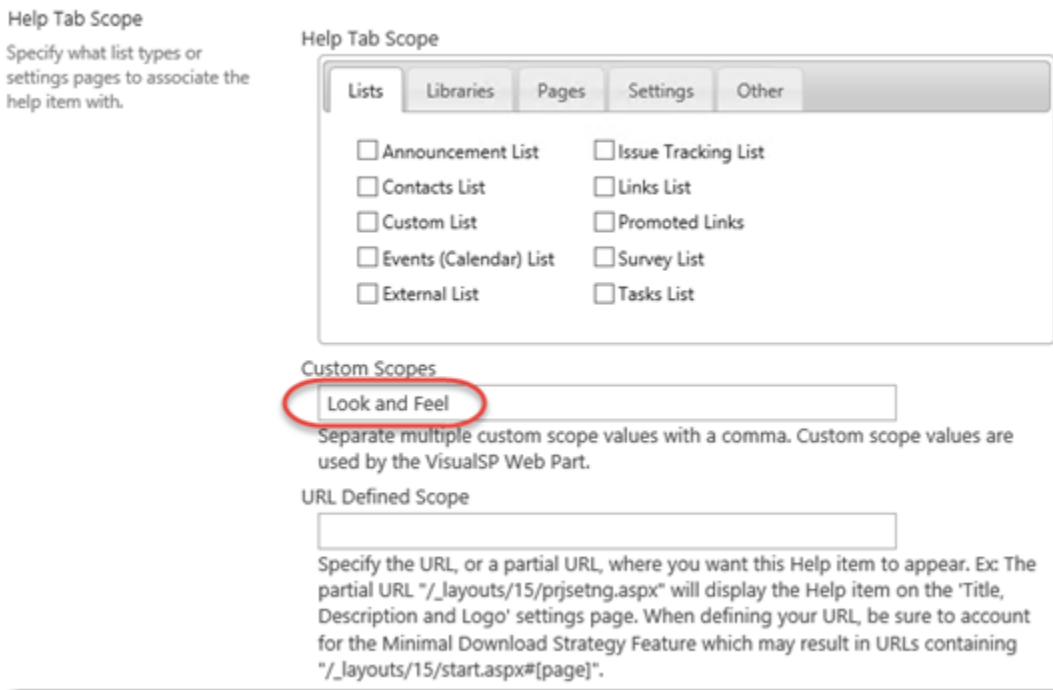 Help Tab Scope
Specify what list types or
settings pages to associate the
help item with.
Help Tab Scope
Lists Libraries Pages Settings Other
Announcement List Issue Tracking List
Contacts List Links List
Custom List Promoted Links
Events (Calendar) List Survey List
External List Tasks List
Custom Scopes
Look and Feel
Separate multiple custom scope values with a comma. Custom scope values are
used by the VisualSP Web Part.
URL Defined Scope
Specify the URL, or a partial URL, where you want this Help item to appear. Ex: The
partial URL "/_layouts/15/prjsetng.aspx" will display the Help item on the 'Title,
Description and Logo' settings page. When defining your URL, be sure to account
for the Minimal Download Strategy Feature which may result in URLs containing
"/_layouts/15/start.aspx#[page]".